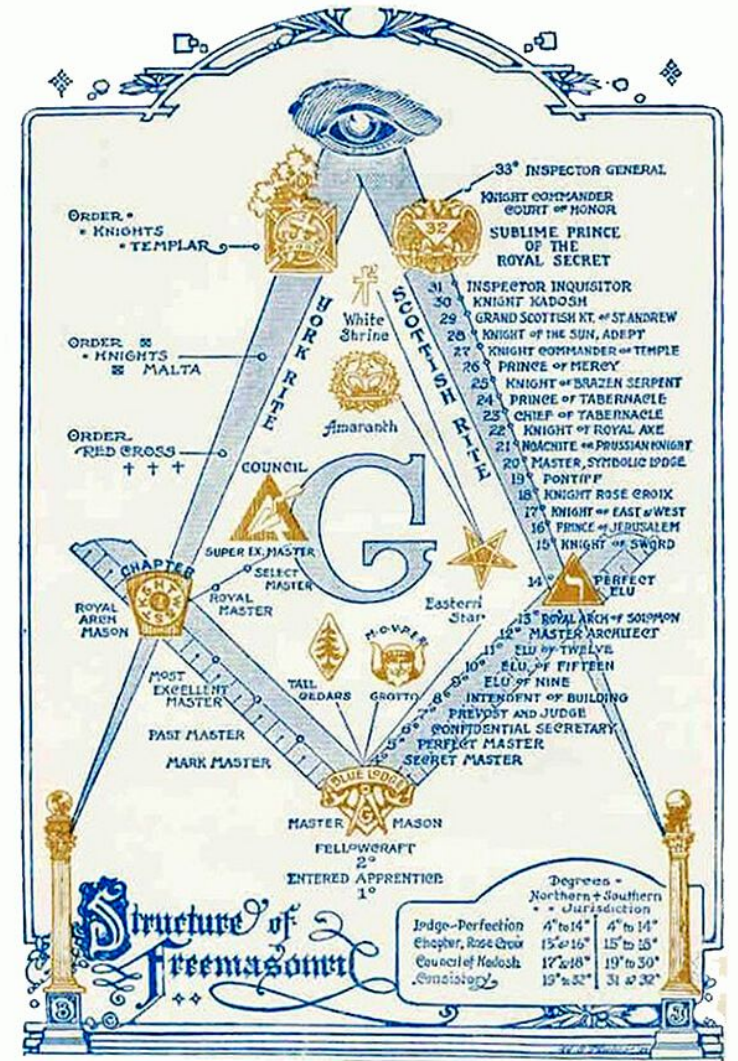 33° INSPECTOR GENERAL
KNIGHT COMMANDER
COURT OF HONOR
32
SUBLIME PRINCE
OF THE
ROYAL SECRET
ORDER
KNIGHTS
TEMPLAR
YORK RITE
SCOTTISH RITE
31 INSPECTOR INQUISITOR
30 KNIGHT KADOSH
29 GRAND SCOTTISH KT. OF ST ANDREW
28 KNIGHT OF THE SUN, ADEPT
27 KNIGHT COMMANDER OF TEMPLE
26° PRINCE OF MERCY
25° KNIGHT OF BRAZEN SERPENT
24° PRINCE OF TABERNACLE
23° CHIEF OF TABERNACLE
22° KNIGHT OF ROYAL AXE
21° NOACHITE OR PRUSSIAN KNIGHT
20° MASTER, SYMBOLIC LODGE
19° PONTIFF
18° KNIGHT ROSE CROIX
17° KNIGHT OF EAST & WEST
16° PRINCE OF JERUSALEM
15° KNIGHT OF SWORD
14° PERFECT
ELU
13° ROYAL ARCH OF SOLOMON
12° MASTER ARCHITECT
11° ELU OF TWELVE
10° ELU OF FIFTEEN
9° ELU OF NINE
8° INTENDENT OF BUILDING
7° PREVOST AND JUDGE
6° CONFIDENTIAL SECRETARY
5° PERFECT MASTER
4° SECRET MASTER
White
Shrine
Amaranth
ORDER
KNIGHTS
MALTA
ORDER
RED CROSS
COUNCIL
G
SUPER EX. MASTER
SELECT
MASTER
ROYAL
MASTER
CHAPTER
HTWSSTKS
ROYAL
ARCH
MASON
Eastern
Star
M.O.V.P.E.R.
TALL
CEDARS
GROTTO
MOST
EXCELLENT
MASTER
PAST MASTER
MARK MASTER
BLUE LODGE
G
MASTER MASON
FELLOWCRAFT
2°
ENTERED APPRENTICE
1°
Structure of
Freemasonry
Degrees
Northern + Southern
Jurisdiction
Lodge-Perfection 4° to 14° 4° to 14°
Chapter, Rose Croix 15° & 16° 15° to 18°
Council of Kadosh 17° & 18° 19° to 30°
Consistory 19° to 32° 31 & 32°
B
J